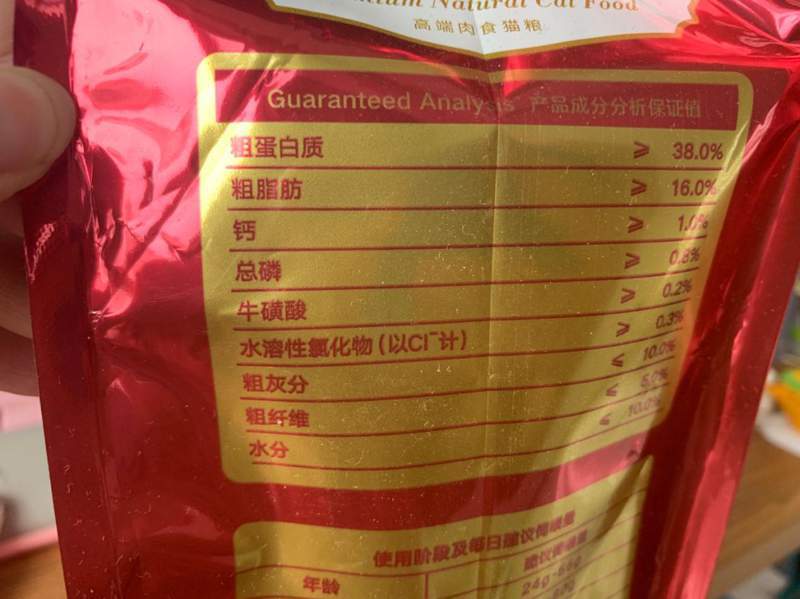 Premium Natural Cat Food
高端肉食猫粮
Guaranteed Analysis 产品成分分析保证值
粗蛋白质 ⩾ 38.0%
粗脂肪 ⩾ 16.0%
钙 ⩾ 1.0%
总磷 ⩾ 0.8%
牛磺酸 ⩾ 0.2%
水溶性氯化物(以Cl⁻计) ⩾ 0.3%
粗灰分 ⩽ 10.0%
粗纤维 ⩽ 5.0%
水分 ⩽ 10.0%
使用阶段及每日建议饲喂量
年龄 建议饲喂量